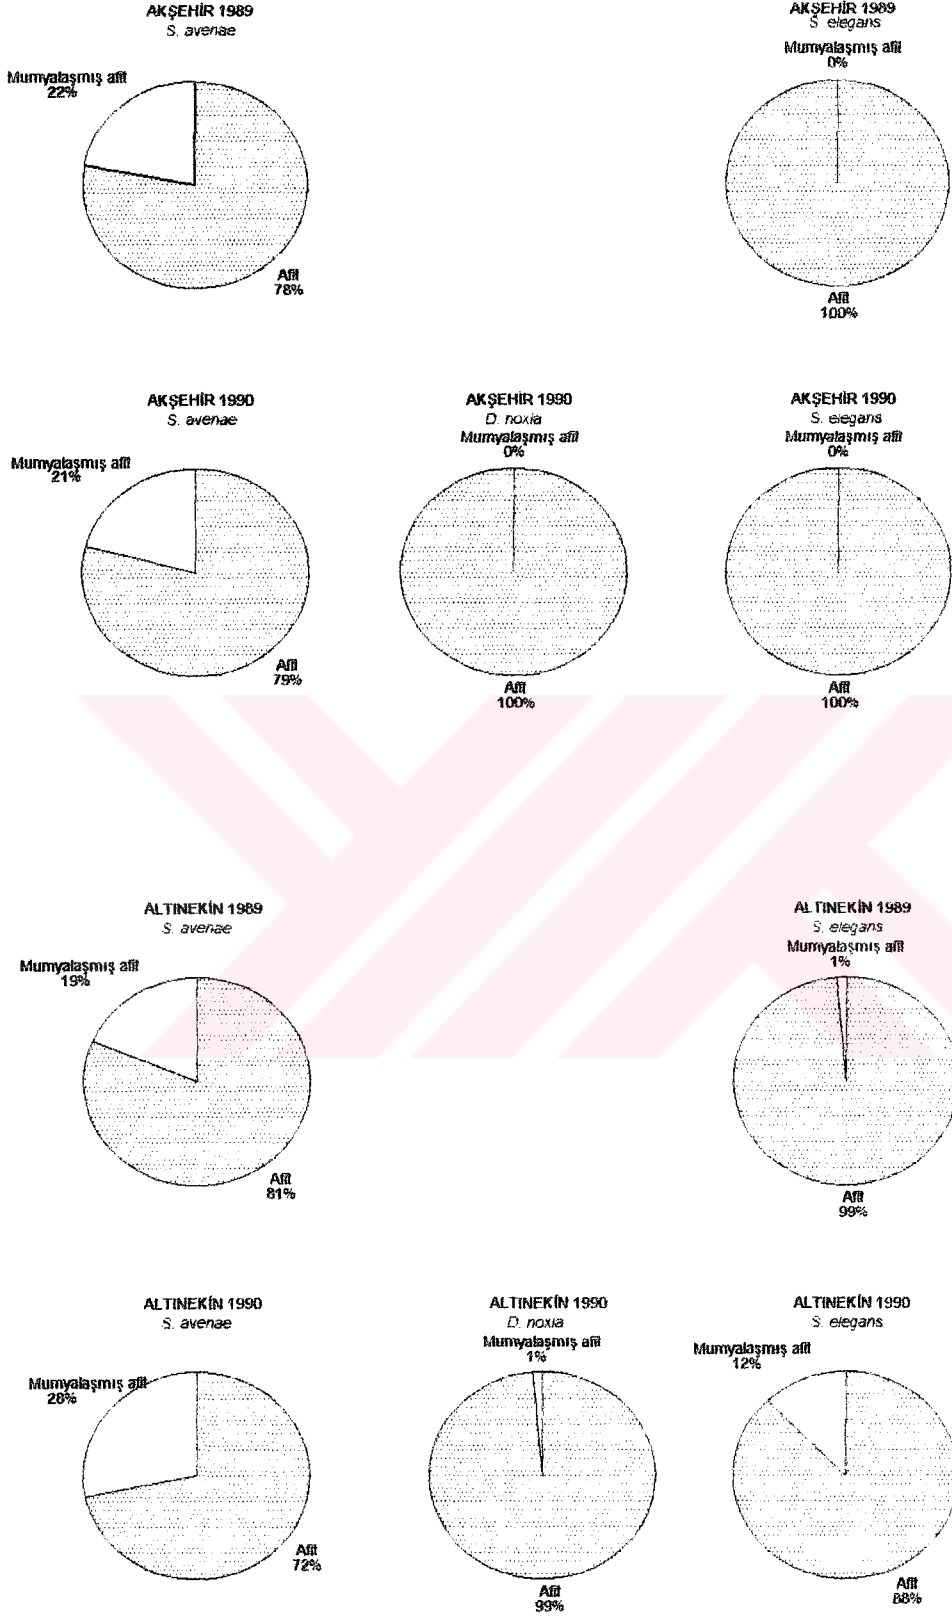 AKŞEHİR 1989
S. avenae
Mumyalaşmış afit
22%
Afit
78%
AKŞEHİR 1989
S. elegans
Mumyalaşmış afit
0%
Afit
100%
AKŞEHİR 1990
S. avenae
Mumyalaşmış afit
21%
Afit
79%
AKŞEHİR 1990
D. noxia
Mumyalaşmış afit
0%
Afit
100%
AKŞEHİR 1990
S. elegans
Mumyalaşmış afit
0%
Afit
100%
ALTINEKİN 1989
S. avenae
Mumyalaşmış afit
19%
Afit
81%
ALTINEKİN 1989
S. elegans
Mumyalaşmış afit
1%
Afit
99%
ALTINEKİN 1990
S. avenae
Mumyalaşmış afit
28%
Afit
72%
ALTINEKİN 1990
D. noxia
Mumyalaşmış afit
1%
Afit
99%
ALTINEKİN 1990
S. elegans
Mumyalaşmış afit
12%
Afit
88%